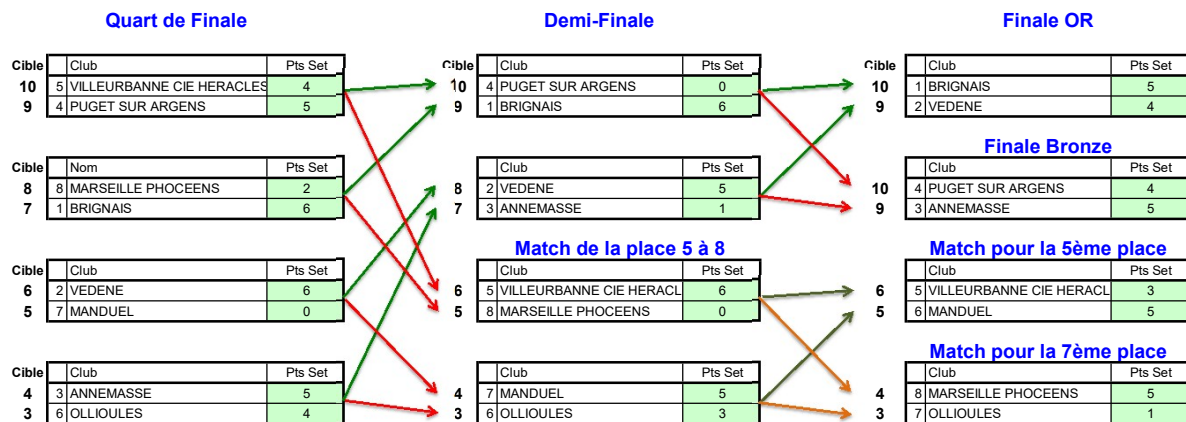 Quart de Finale
Demi-Finale
Finale OR
Cible Club Pts Set
10 5 VILLEURBANNE CIE HERACLES 4
9 4 PUGET SUR ARGENS 5
Cible Club Pts Set
10 4 PUGET SUR ARGENS 0
9 1 BRIGNAIS 6
Cible Club Pts Set
10 1 BRIGNAIS 5
9 2 VEDENE 4
Cible Nom Pts Set
8 8 MARSEILLE PHOCEENS 2
7 1 BRIGNAIS 6
Club Pts Set
8 2 VEDENE 5
7 3 ANNEMASSE 1
Finale Bronze
Club Pts Set
10 4 PUGET SUR ARGENS 4
9 3 ANNEMASSE 5
Cible Club Pts Set
6 2 VEDENE 6
5 7 MANDUEL 0
Match de la place 5 à 8
Club Pts Set
6 5 VILLEURBANNE CIE HERACL 6
5 8 MARSEILLE PHOCEENS 0
Match pour la 5ème place
Club Pts Set
6 5 VILLEURBANNE CIE HERACL 3
5 6 MANDUEL 5
Cible Club Pts Set
4 3 ANNEMASSE 5
3 6 OLLIOULES 4
Club Pts Set
4 7 MANDUEL 5
3 6 OLLIOULES 3
Match pour la 7ème place
Club Pts Set
4 8 MARSEILLE PHOCEENS 5
3 7 OLLIOULES 1